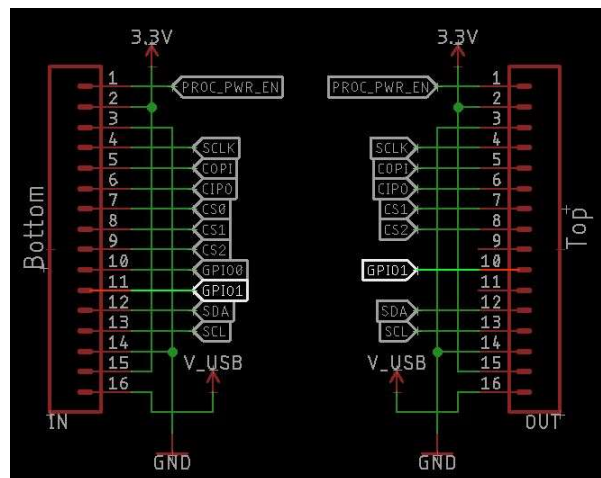 3.3V
3.3V
1
PROC_PWR_EN
PROC_PWR_EN
1
2
2
3
3
4
SCLK
SCLK
4
5
COPI
COPI
5
6
CIPO
CIPO
6
7
CS0
CS1
7
8
CS1
CS2
8
9
CS2
9
10
GPIO0
GPIO1
10
11
GPIO1
11
12
SDA
SDA
12
13
SCL
SCL
13
14
14
15
V_USB
V_USB
15
16
16
Bottom
Top
IN
OUT
GND
GND